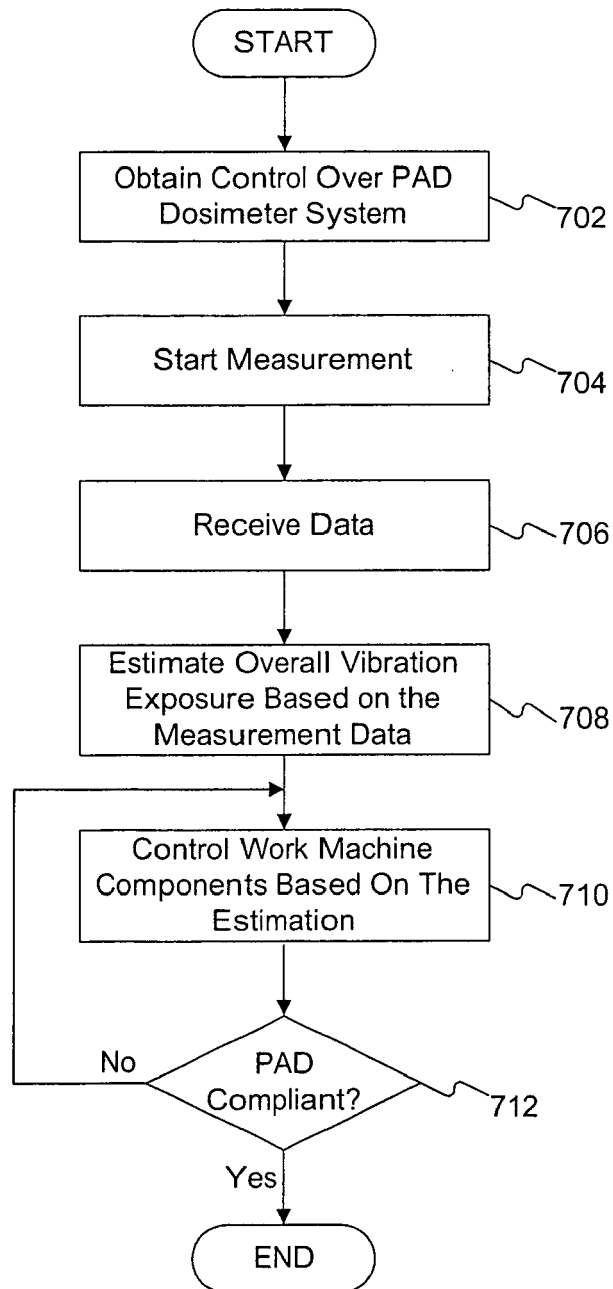 START
Obtain Control Over PAD
Dosimeter System
702
Start Measurement
704
Receive Data
706
Estimate Overall Vibration
Exposure Based on the
Measurement Data
708
Control Work Machine
Components Based On The
Estimation
710
No
PAD
Compliant?
712
Yes
END